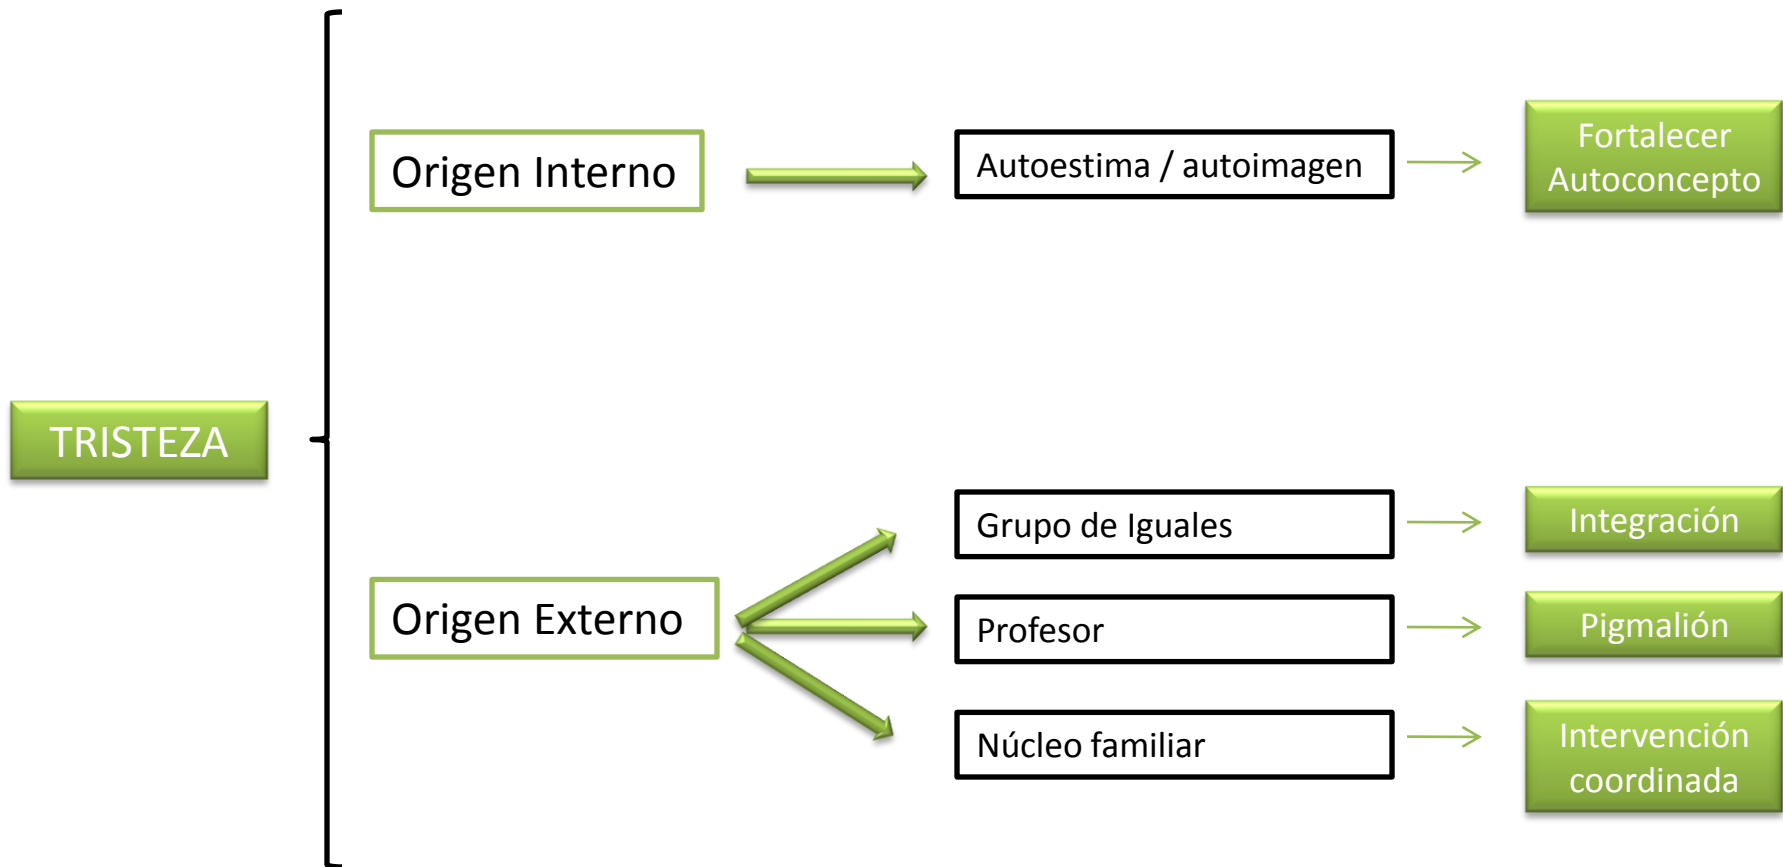 TRISTEZA
Origen Interno
Autoestima / autoimagen
Fortalecer
Autoconcepto
Origen Externo
Grupo de Iguales
Integración
Profesor
Pigmalión
Núcleo familiar
Intervención
coordinada